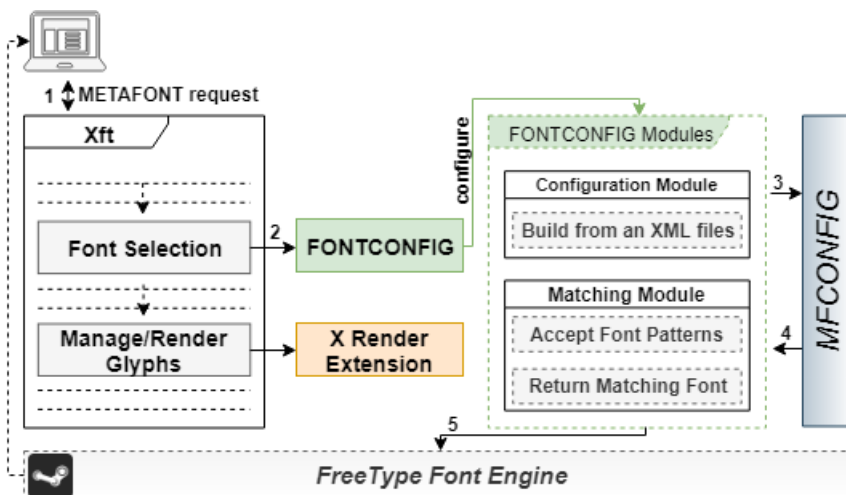 1
METAFONT request
Xft
Font Selection
Manage/Render
Glyphs
2
FONTCONFIG
X Render
Extension
configure
FONTCONFIG Modules
Configuration Module
Build from an XML files
Matching Module
Accept Font Patterns
Return Matching Font
3
4
MFCONFIG
5
FreeType Font Engine